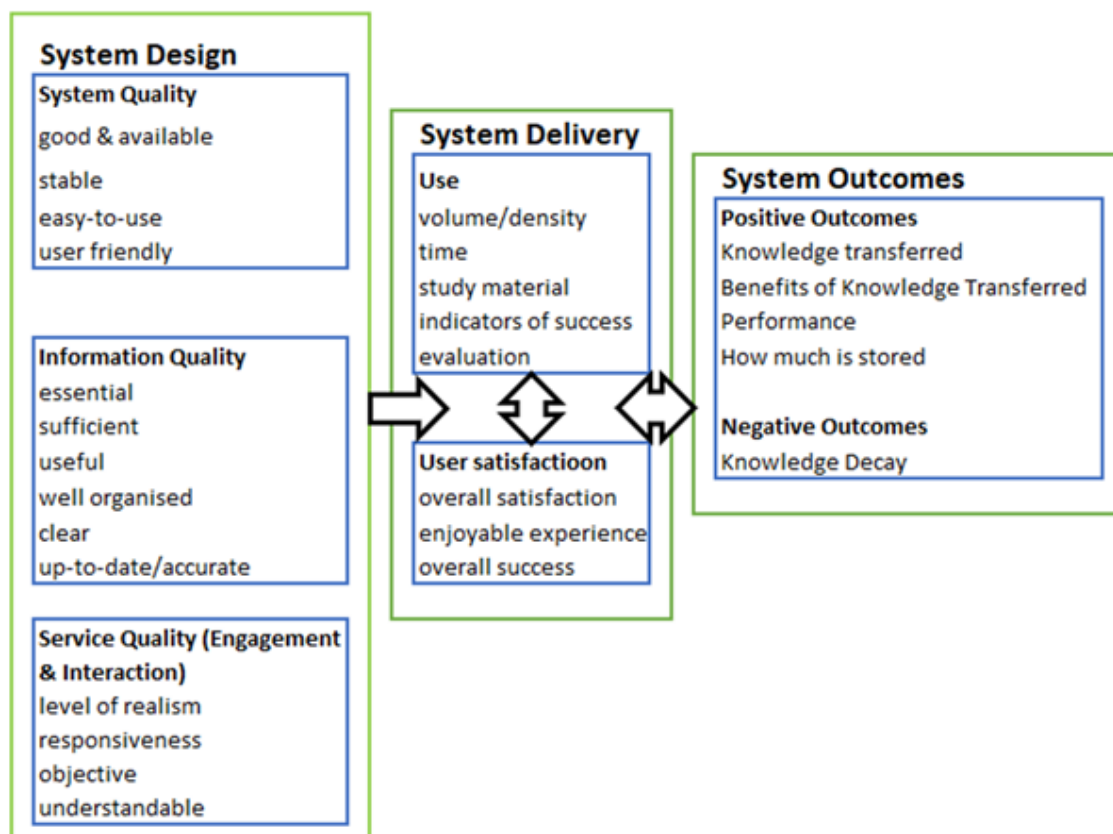 System Design
System Quality
good & available
stable
easy-to-use
user friendly
Information Quality
essential
sufficient
useful
well organised
clear
up-to-date/accurate
Service Quality (Engagement
& Interaction)
level of realism
responsiveness
objective
understandable
System Delivery
Use
volume/density
time
study material
indicators of success
evaluation
User satisfactioon
overall satisfaction
enjoyable experience
overall success
System Outcomes
Positive Outcomes
Knowledge transferred
Benefits of Knowledge Transferred
Performance
How much is stored
Negative Outcomes
Knowledge Decay